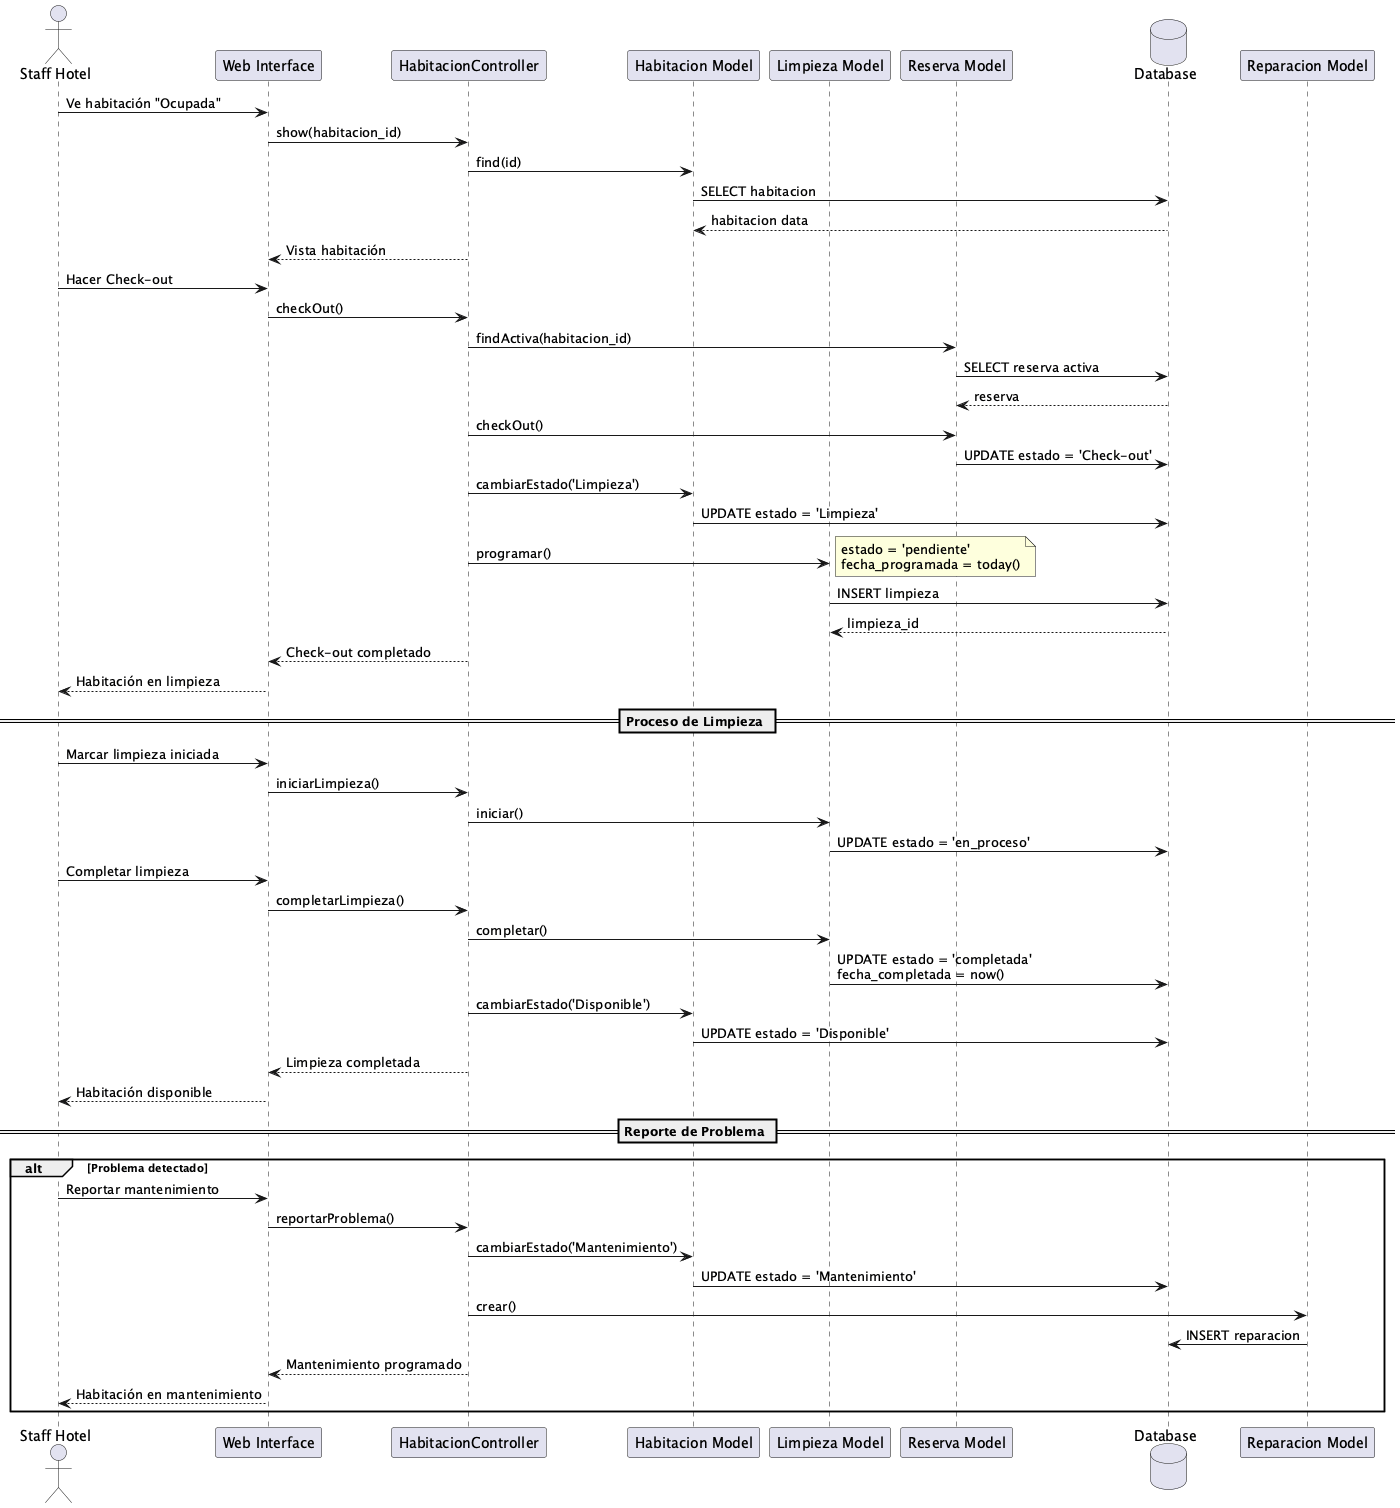 Staff Hotel
Web Interface
HabitacionController
Habitacion Model
Limpieza Model
Reserva Model
Database
Reparacion Model
Ve habitación "Ocupada"
show(habitacion_id)
find(id)
SELECT habitacion
habitacion data
Vista habitación
Hacer Check-out
checkOut()
findActiva(habitacion_id)
SELECT reserva activa
reserva
checkOut()
UPDATE estado = 'Check-out'
cambiarEstado('Limpieza')
UPDATE estado = 'Limpieza'
programar()
estado = 'pendiente'
fecha_programada = today()
INSERT limpieza
limpieza_id
Check-out completado
Habitación en limpieza
Proceso de Limpieza
Marcar limpieza iniciada
iniciarLimpieza()
iniciar()
UPDATE estado = 'en_proceso'
Completar limpieza
completarLimpieza()
completar()
UPDATE estado = 'completada'
fecha_completada = now()
cambiarEstado('Disponible')
UPDATE estado = 'Disponible'
Limpieza completada
Habitación disponible
Reporte de Problema
alt
[Problema detectado]
Reportar mantenimiento
reportarProblema()
cambiarEstado('Mantenimiento')
UPDATE estado = 'Mantenimiento'
crear()
INSERT reparacion
Mantenimiento programado
Habitación en mantenimiento
Staff Hotel
Web Interface
HabitacionController
Habitacion Model
Limpieza Model
Reserva Model
Database
Reparacion Model